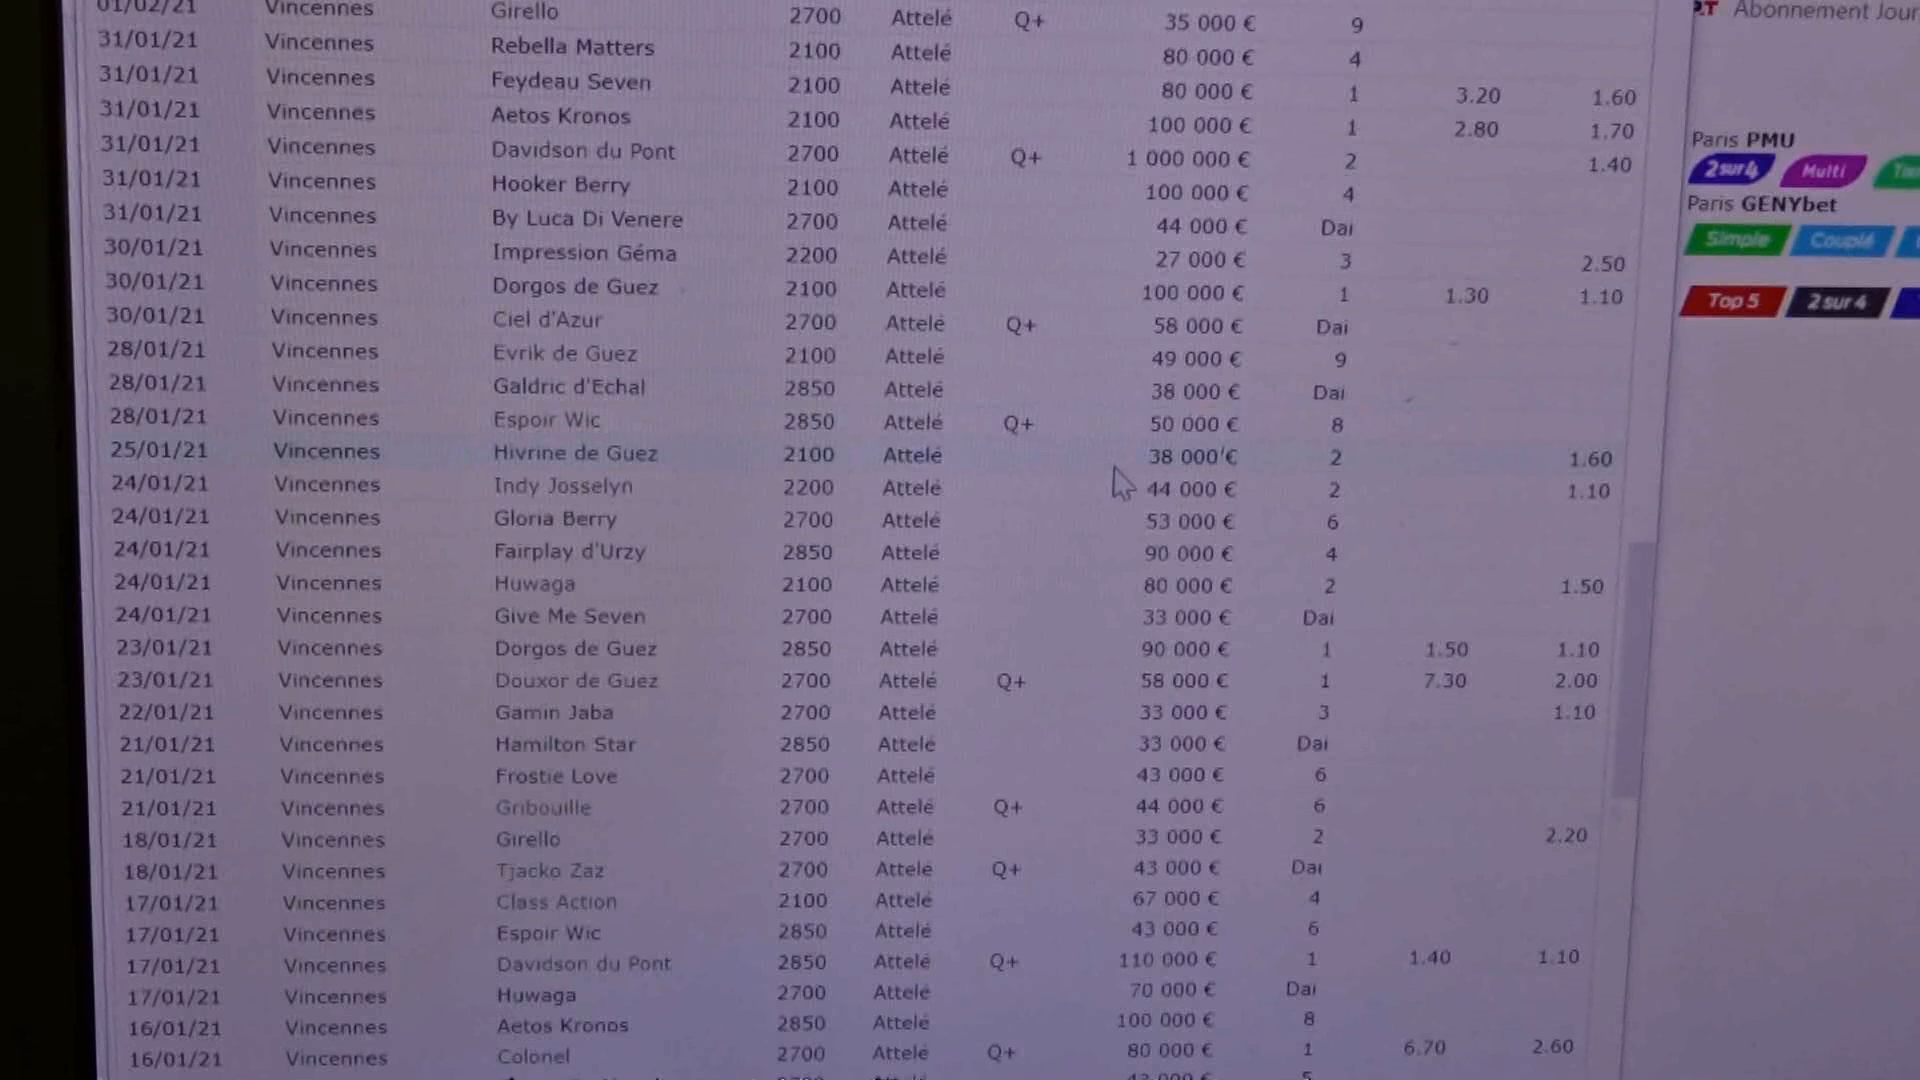 01/02/21 Vincennes Girello 2700 Attelé Q+ 35 000 € 9
31/01/21 Vincennes Rebella Matters 2100 Attelé 80 000 € 4
31/01/21 Vincennes Feydeau Seven 2100 Attelé 80 000 € 1 3.20 1.60
31/01/21 Vincennes Aetos Kronos 2100 Attelé 100 000 € 1 2.80 1.70
31/01/21 Vincennes Davidson du Pont 2700 Attelé Q+ 1 000 000 € 2 1.40
31/01/21 Vincennes Hooker Berry 2100 Attelé 100 000 € 4
31/01/21 Vincennes By Luca Di Venere 2700 Attelé 44 000 € Dai
30/01/21 Vincennes Impression Géma 2200 Attelé 27 000 € 3 2.50
30/01/21 Vincennes Dorgos de Guez 2100 Attelé 100 000 € 1 1.30 1.10
30/01/21 Vincennes Ciel d'Azur 2700 Attelé Q+ 58 000 € Dai
28/01/21 Vincennes Evrik de Guez 2100 Attelé 49 000 € 9
28/01/21 Vincennes Galdric d'Echal 2850 Attelé 38 000 € Dai
28/01/21 Vincennes Espoir Wic 2850 Attelé Q+ 50 000 € 8
25/01/21 Vincennes Hivrine de Guez 2100 Attelé 38 000 € 2 1.60
24/01/21 Vincennes Indy Josselyn 2200 Attelé 44 000 € 2 1.10
24/01/21 Vincennes Gloria Berry 2700 Attelé 53 000 € 6
24/01/21 Vincennes Fairplay d'Urzy 2850 Attelé 90 000 € 4
24/01/21 Vincennes Huwaga 2100 Attelé 80 000 € 2 1.50
24/01/21 Vincennes Give Me Seven 2700 Attelé 33 000 € Dai
23/01/21 Vincennes Dorgos de Guez 2850 Attelé 90 000 € 1 1.50 1.10
23/01/21 Vincennes Douxor de Guez 2700 Attelé Q+ 58 000 € 1 7.30 2.00
22/01/21 Vincennes Gamin Jaba 2700 Attelé 33 000 € 3 1.10
21/01/21 Vincennes Hamilton Star 2850 Attelé 33 000 € Dai
21/01/21 Vincennes Frostie Love 2700 Attelé 43 000 € 6
21/01/21 Vincennes Gribouille 2700 Attelé Q+ 44 000 € 6
18/01/21 Vincennes Girello 2700 Attelé 33 000 € 2 2.20
18/01/21 Vincennes Tjacko Zaz 2700 Attelé Q+ 43 000 € Dai
17/01/21 Vincennes Class Action 2100 Attelé 67 000 € 4
17/01/21 Vincennes Espoir Wic 2850 Attelé 43 000 € 6
17/01/21 Vincennes Davidson du Pont 2850 Attelé Q+ 110 000 € 1 1.40 1.10
17/01/21 Vincennes Huwaga 2700 Attelé 70 000 € Dai
16/01/21 Vincennes Aetos Kronos 2850 Attelé 100 000 € 8
16/01/21 Vincennes Colonel 2700 Attelé Q+ 80 000 € 1 6.70 2.60
Abonnement Jour
Paris PMU
2sur4 Multi
Paris GENYbet
Simple Couplé
Top 5 2 sur 4